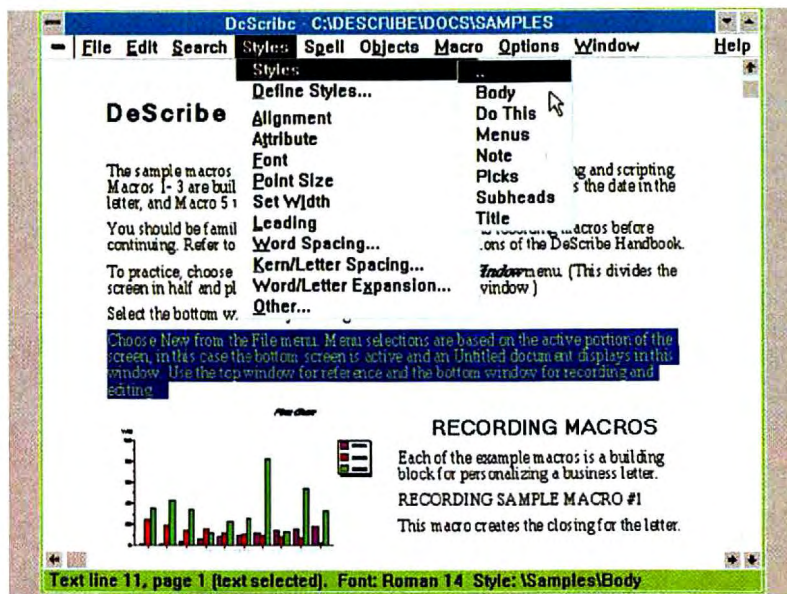 DeScribe - C:\DESCRIBE\DOCS\SAMPLES
File Edit Search Styles Spell Objects Macro Options Window Help
Styles
Define Styles...
Alignment
Attribute
Font
Point Size
Set Width
Leading
Word Spacing...
Kern/Letter Spacing...
Word/Letter Expansion...
Other...
..
Body
Do This
Menus
Note
Picks
Subheads
Title
DeScribe
The sample macros ng and scripting.
Macros 1-3 are buil s the date in the
letter, and Macro 5
You should be famil macros before
continuing. Refer to ons of the DeScribe Handbook.
To practice, choose Window menu. (This divides the
screen in half and pl window)
Select the bottom w
Choose New from the File menu. Menu selections are based on the active portion of the
screen, in this case the bottom screen is active and an Untitled document displays in this
window. Use the top window for reference and the bottom window for recording and
editing.
RECORDING MACROS
Each of the example macros is a building
block for personalizing a business letter.
RECORDING SAMPLE MACRO #1
This macro creates the closing for the letter.
Text line 11, page 1 (text selected). Font: Roman 14 Style: \Samples\Body